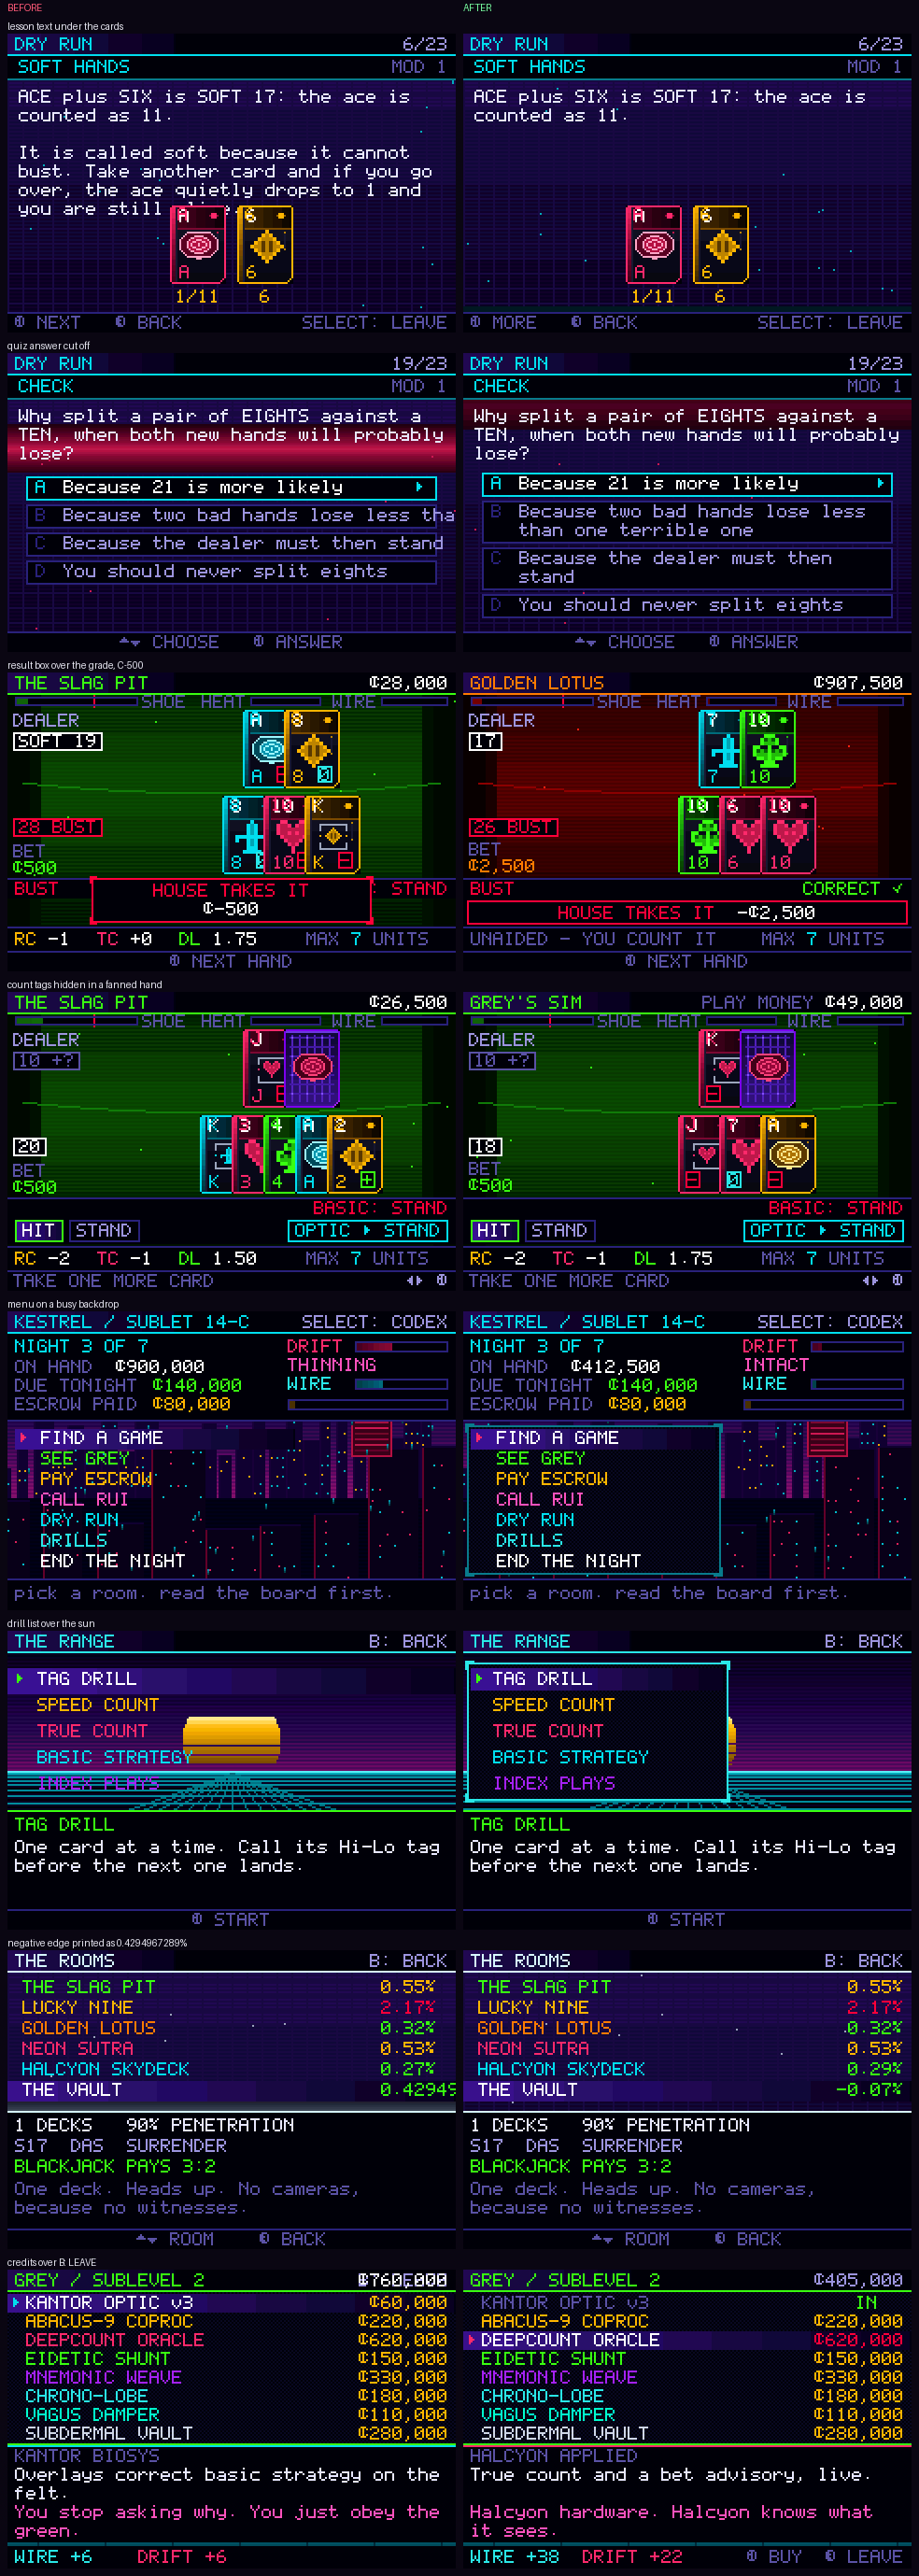 BEFORE
AFTER
lesson text under the cards
DRY RUN 6/23
SOFT HANDS MOD 1
ACE plus SIX is SOFT 17: the ace is
counted as 11.
It is called soft because it cannot
bust. Take another card and if you go
over, the ace quietly drops to 1 and
you are still
A 6
A 6
1/11 6
NEXT BACK SELECT: LEAVE
DRY RUN 6/23
SOFT HANDS MOD 1
ACE plus SIX is SOFT 17: the ace is
counted as 11.
A 6
A 6
1/11 6
MORE BACK SELECT: LEAVE
quiz answer cut off
DRY RUN 19/23
CHECK MOD 1
Why split a pair of EIGHTS against a
TEN, when both new hands will probably
lose?
A Because 21 is more likely
B Because two bad hands lose less tha
C Because the dealer must then stand
D You should never split eights
CHOOSE ANSWER
DRY RUN 19/23
CHECK MOD 1
Why split a pair of EIGHTS against a
TEN, when both new hands will probably
lose?
A Because 21 is more likely
B Because two bad hands lose less
than one terrible one
C Because the dealer must then
stand
D You should never split eights
CHOOSE ANSWER
result box over the grade, C-500
THE SLAG PIT ₵28,000
SHOE HEAT WIRE
DEALER
SOFT 19
A 8
A 8 0
28 BUST
8 10 K
8 10 K
BET
₵500
BUST STAND
HOUSE TAKES IT
₵-500
RC -1 TC +0 DL 1.75 MAX 7 UNITS
NEXT HAND
GOLDEN LOTUS ₵907,500
SHOE HEAT WIRE
DEALER
17
7 10
7 10
26 BUST
10 6 10
10 6 10
BET
₵2,500
BUST CORRECT ✓
HOUSE TAKES IT -₵2,500
UNAIDED - YOU COUNT IT MAX 7 UNITS
NEXT HAND
count tags hidden in a fanned hand
THE SLAG PIT ₵26,500
SHOE HEAT WIRE
DEALER
10 +?
J
J
20
K 3 4 A 2
K 3 4 A 2 +
BET
₵500
BASIC: STAND
HIT STAND OPTIC ▸ STAND
RC -2 TC -1 DL 1.50 MAX 7 UNITS
TAKE ONE MORE CARD
GREY'S SIM PLAY MONEY ₵49,000
SHOE HEAT WIRE
DEALER
10 +?
K
18
J 7 A
- 0 -
BET
₵500
BASIC: STAND
HIT STAND OPTIC ▸ STAND
RC -2 TC -1 DL 1.75 MAX 7 UNITS
TAKE ONE MORE CARD
menu on a busy backdrop
KESTREL / SUBLET 14-C SELECT: CODEX
NIGHT 3 OF 7 DRIFT
ON HAND ₵900,000 THINNING
DUE TONIGHT ₵140,000 WIRE
ESCROW PAID ₵80,000
FIND A GAME
SEE GREY
PAY ESCROW
CALL RUI
DRY RUN
DRILLS
END THE NIGHT
pick a room. read the board first.
KESTREL / SUBLET 14-C SELECT: CODEX
NIGHT 3 OF 7 DRIFT
ON HAND ₵412,500 INTACT
DUE TONIGHT ₵140,000 WIRE
ESCROW PAID ₵80,000
FIND A GAME
SEE GREY
PAY ESCROW
CALL RUI
DRY RUN
DRILLS
END THE NIGHT
pick a room. read the board first.
drill list over the sun
THE RANGE B: BACK
TAG DRILL
SPEED COUNT
TRUE COUNT
BASIC STRATEGY
INDEX PLAYS
TAG DRILL
One card at a time. Call its Hi-Lo tag
before the next one lands.
START
THE RANGE B: BACK
TAG DRILL
SPEED COUNT
TRUE COUNT
BASIC STRATEGY
INDEX PLAYS
TAG DRILL
One card at a time. Call its Hi-Lo tag
before the next one lands.
START
negative edge printed as 0.4294967289%
THE ROOMS B: BACK
THE SLAG PIT 0.55%
LUCKY NINE 2.17%
GOLDEN LOTUS 0.32%
NEON SUTRA 0.53%
HALCYON SKYDECK 0.27%
THE VAULT 0.42949
1 DECKS 90% PENETRATION
S17 DAS SURRENDER
BLACKJACK PAYS 3:2
One deck. Heads up. No cameras,
because no witnesses.
ROOM BACK
THE ROOMS B: BACK
THE SLAG PIT 0.55%
LUCKY NINE 2.17%
GOLDEN LOTUS 0.32%
NEON SUTRA 0.53%
HALCYON SKYDECK 0.29%
THE VAULT -0.07%
1 DECKS 90% PENETRATION
S17 DAS SURRENDER
BLACKJACK PAYS 3:2
One deck. Heads up. No cameras,
because no witnesses.
ROOM BACK
credits over B: LEAVE
GREY / SUBLEVEL 2
KANTOR OPTIC v3 ₵60,000
ABACUS-9 COPROC ₵220,000
DEEPCOUNT ORACLE ₵620,000
EIDETIC SHUNT ₵150,000
MNEMONIC WEAVE ₵330,000
CHRONO-LOBE ₵180,000
VAGUS DAMPER ₵110,000
SUBDERMAL VAULT ₵280,000
KANTOR BIOSYS
Overlays correct basic strategy on the
felt.
You stop asking why. You just obey the
green.
WIRE +6 DRIFT +6
GREY / SUBLEVEL 2 ₵405,000
KANTOR OPTIC v3 IN
ABACUS-9 COPROC ₵220,000
DEEPCOUNT ORACLE ₵620,000
EIDETIC SHUNT ₵150,000
MNEMONIC WEAVE ₵330,000
CHRONO-LOBE ₵180,000
VAGUS DAMPER ₵110,000
SUBDERMAL VAULT ₵280,000
HALCYON APPLIED
True count and a bet advisory, live.
Halcyon hardware. Halcyon knows what
it sees.
WIRE +38 DRIFT +22 BUY LEAVE